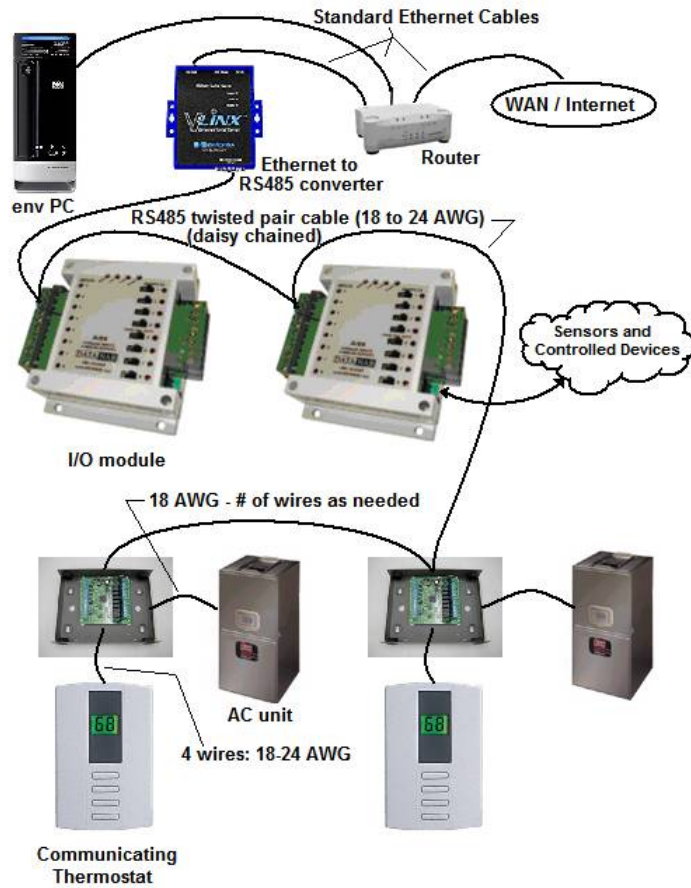 Standard Ethernet Cables
WAN / Internet
VLINX
Router
Ethernet to
RS485 converter
env PC
RS485 twisted pair cable (18 to 24 AWG)
(daisy chained)
Sensors and
Controlled Devices
I/O module
18 AWG - # of wires as needed
AC unit
68
68
4 wires: 18-24 AWG
Communicating
Thermostat